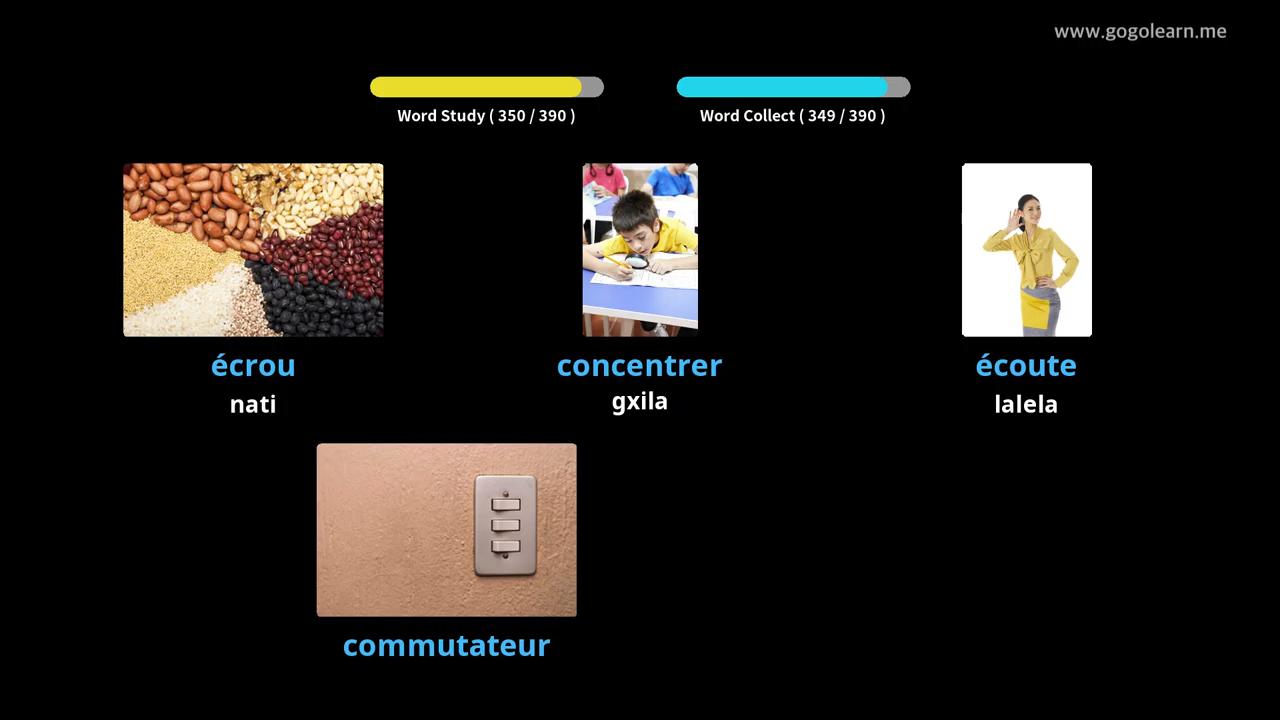 www.gogolearn.me
Word Study ( 350 / 390 )
Word Collect ( 349 / 390 )
écrou
nati
concentrer
gxila
écoute
lalela
commutateur